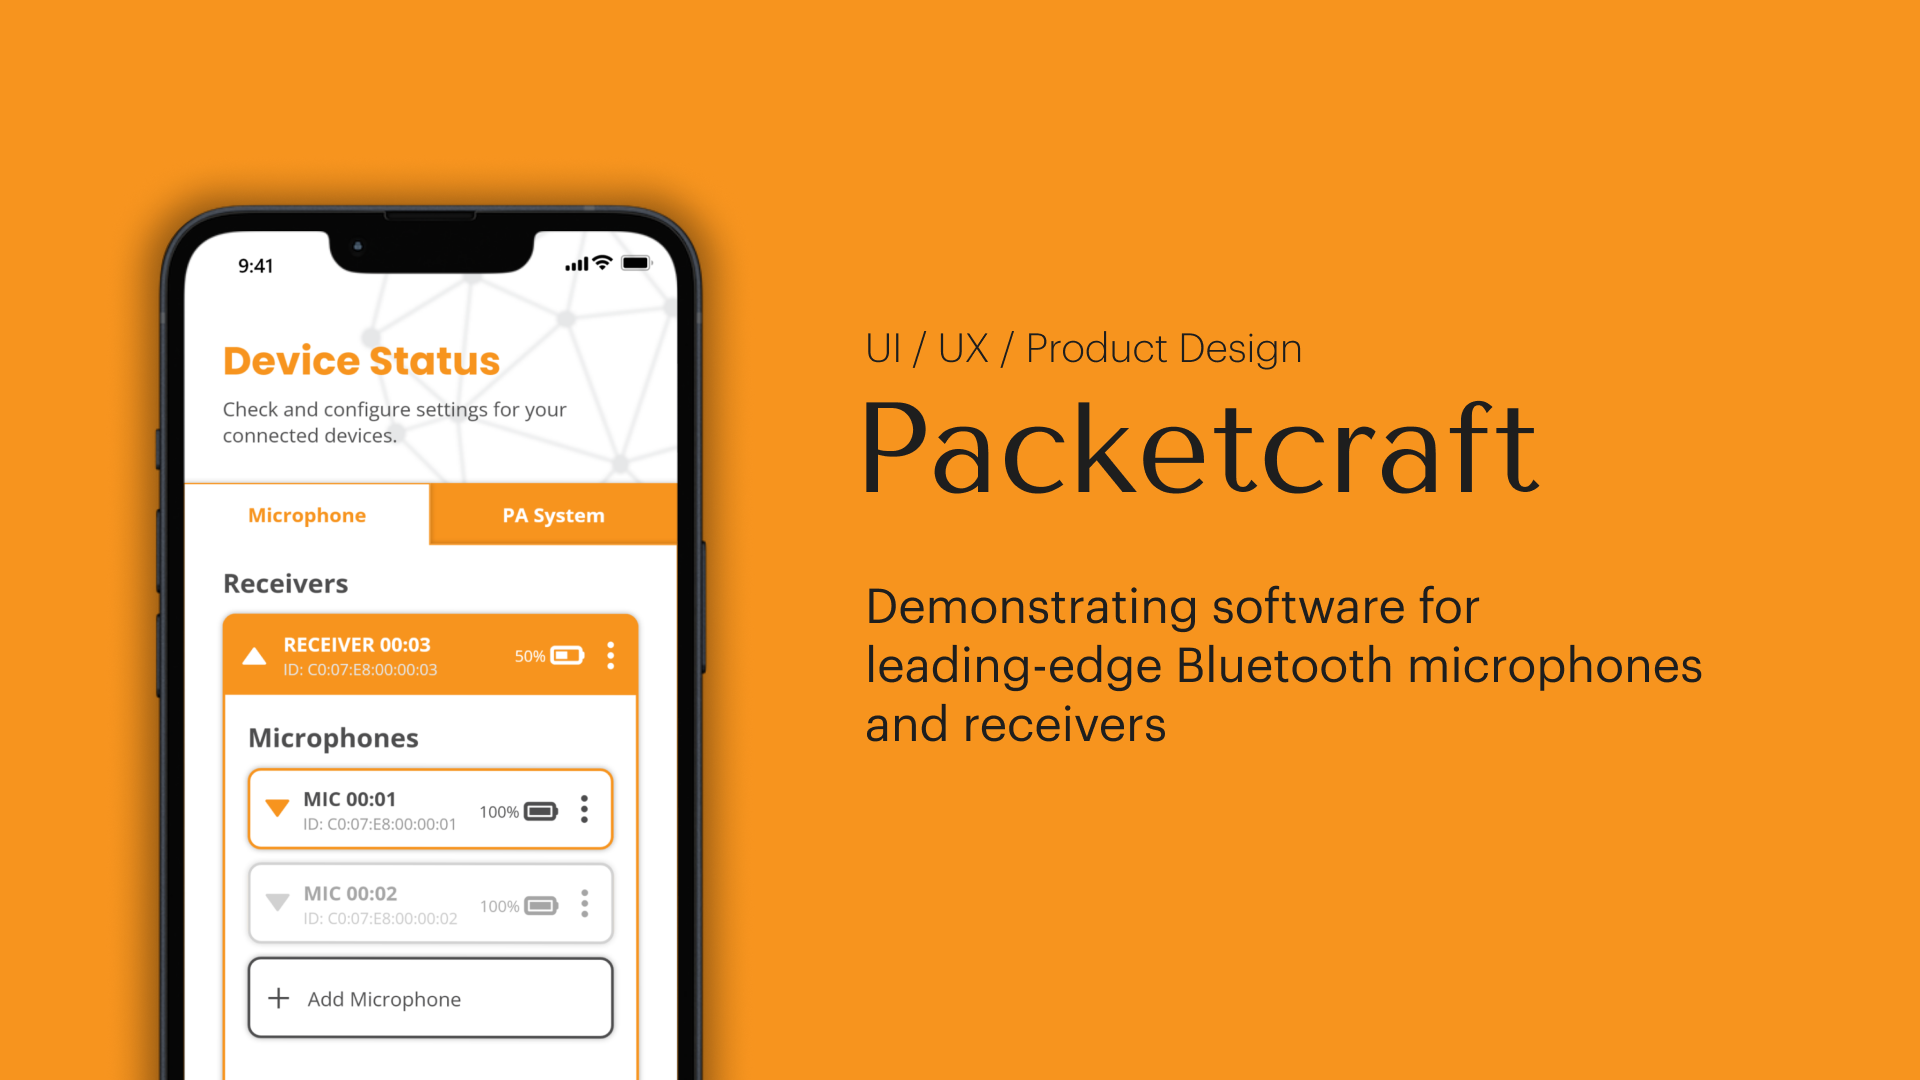 9:41
Device Status
Check and configure settings for your
connected devices.
Microphone
PA System
Receivers
RECEIVER 00:03
ID: C0:07:E8:00:00:03
50%
Microphones
MIC 00:01
ID: C0:07:E8:00:00:01
100%
MIC 00:02
ID: C0:07:E8:00:00:02
100%
Add Microphone
UI / UX / Product Design
Packetcraft
Demonstrating software for
leading-edge Bluetooth microphones
and receivers